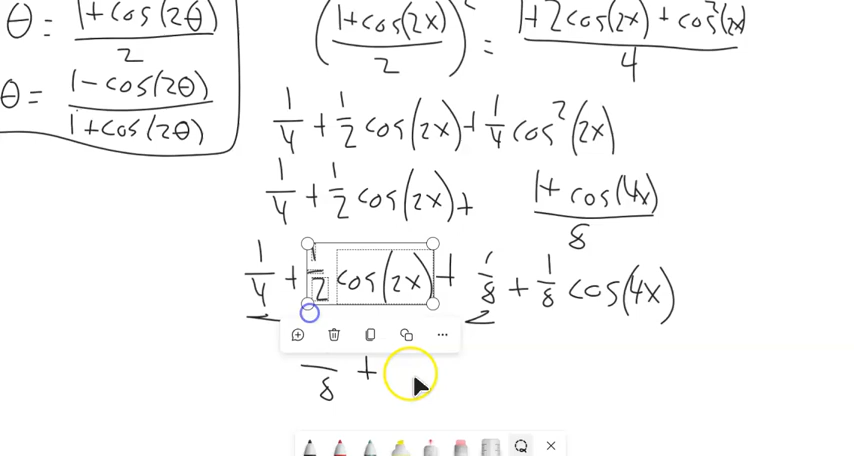 θ = (1+cos(2θ))/2
((1+cos(2x))/2)² = (1+2cos(2x)+cos²(2x))/4
θ = (1-cos(2θ))/(1+cos(2θ))
1/4 + 1/2 cos(2x) + 1/4 cos²(2x)
1/4 + 1/2 cos(2x) + (1+cos(4x))/8
1/4 + 1/2 cos(2x) + 1/8 + 1/8 cos(4x)
/8 +